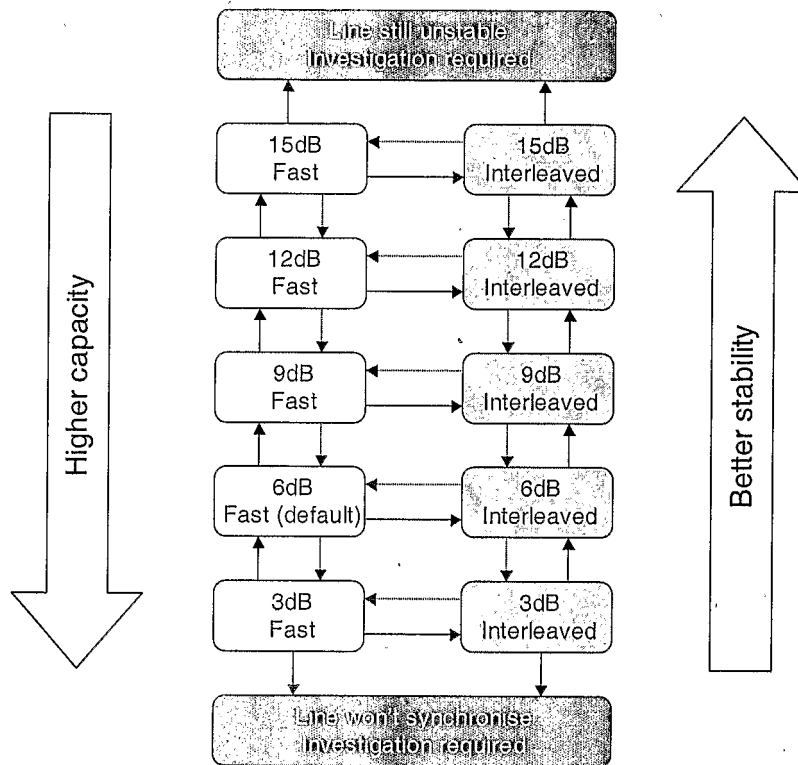 Line still unstable
Investigation required
15dB
Fast
15dB
Interleaved
12dB
Fast
12dB
Interleaved
9dB
Fast
9dB
Interleaved
6dB
Fast (default)
6dB
Interleaved
3dB
Fast
3dB
Interleaved
Line won't synchronise
Investigation required
Higher capacity
Better stability